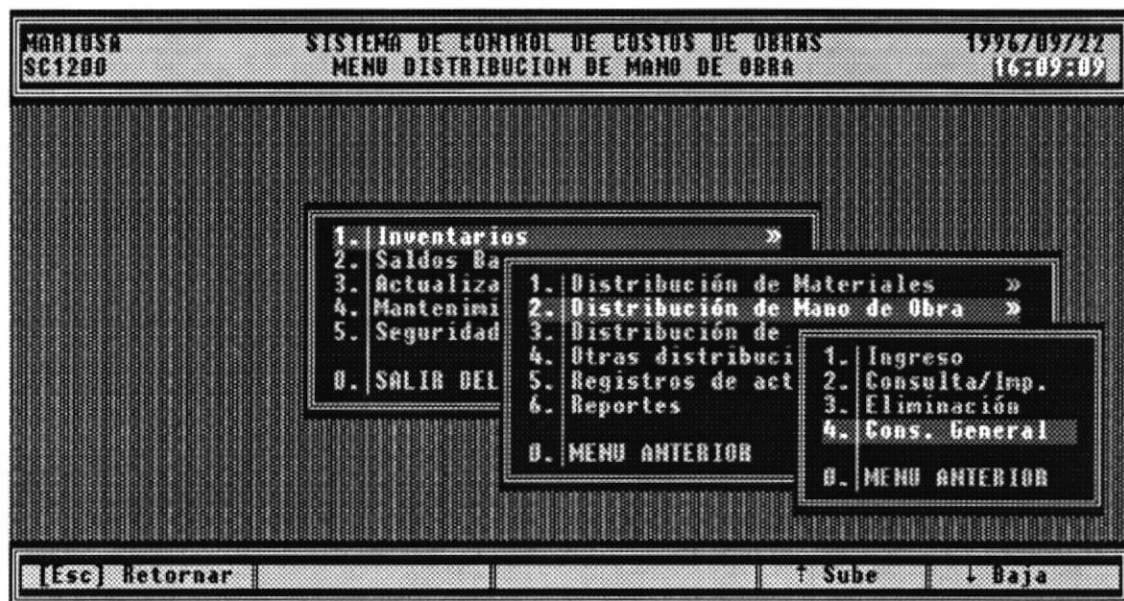 MARIUSA SISTEMA DE CONTROL DE COSTOS DE OBRAS 1996/09/22
SC1200 MENU DISTRIBUCION DE MANO DE OBRA 16:09:09
1. Inventarios »
2. Saldos Ba
3. Actualiza
4. Mantenimi
5. Seguridad
0. SALIR DEL
1. Distribución de Materiales »
2. Distribución de Mano de Obra »
3. Distribución de
4. Otras distribuci
5. Registros de act
6. Reportes
0. MENU ANTERIOR
1. Ingreso
2. Consulta/Imp.
3. Eliminación
4. Cons. General
0. MENU ANTERIOR
[Esc] Retornar ↑ Sube ↓ Baja